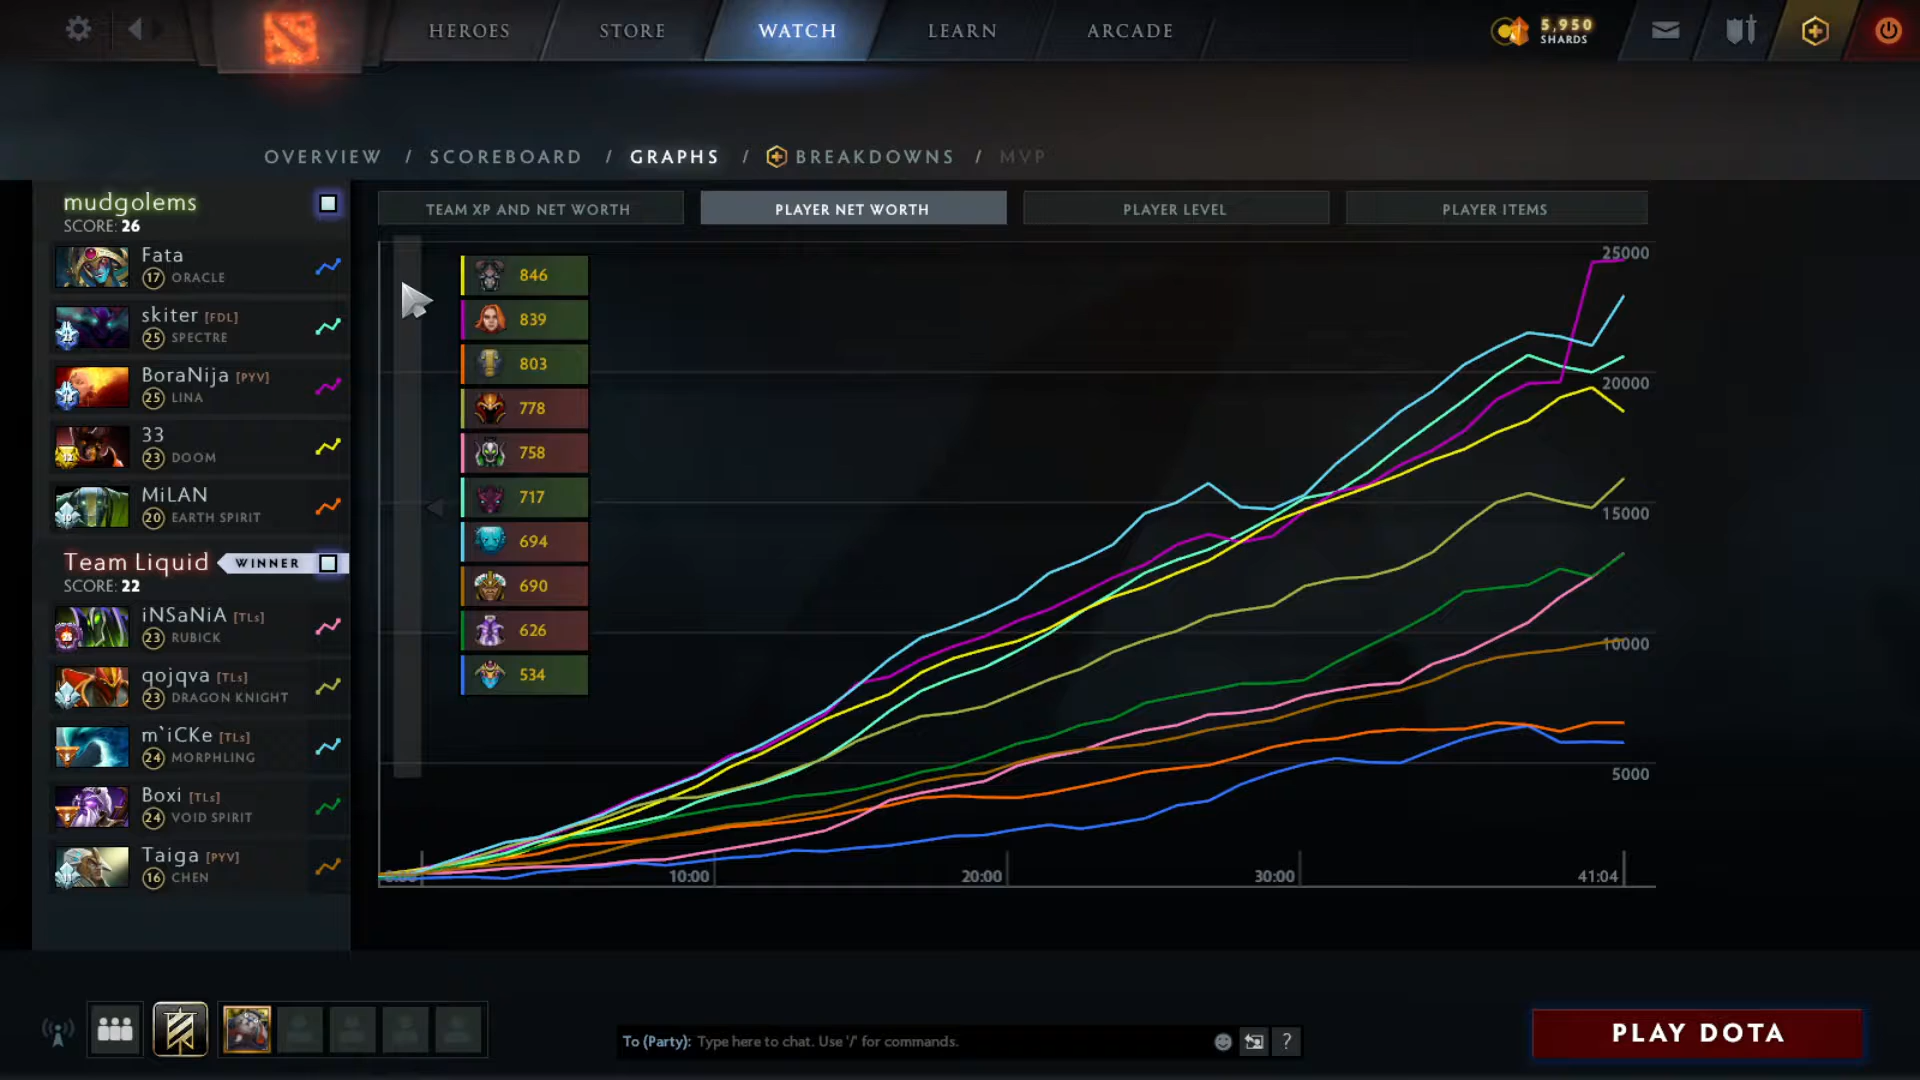 HEROES
STORE
WATCH
LEARN
ARCADE
5,950
SHARDS
OVERVIEW / SCOREBOARD / GRAPHS / BREAKDOWNS / MVP
mudgolems
SCORE: 26
Fata
17 ORACLE
skiter [FDL]
25 SPECTRE
BoraNija [PYV]
25 LINA
33
23 DOOM
MiLAN
20 EARTH SPIRIT
Team Liquid WINNER
SCORE: 22
iNSaNiA [TLs]
23 RUBICK
qojqva [TLs]
23 DRAGON KNIGHT
m`iCKe [TLs]
24 MORPHLING
Boxi [TLs]
24 VOID SPIRIT
Taiga [PYV]
16 CHEN
TEAM XP AND NET WORTH
PLAYER NET WORTH
PLAYER LEVEL
PLAYER ITEMS
846
839
803
778
758
717
694
690
626
534
25000
20000
15000
10000
5000
10:00
20:00
30:00
41:04
To (Party): Type here to chat. Use '/' for commands.
?
PLAY DOTA